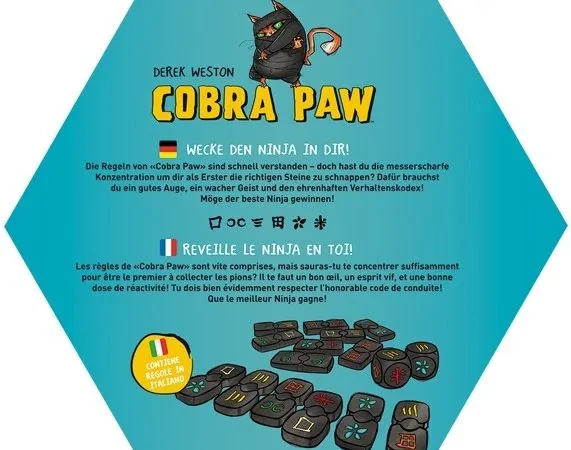 DEREK WESTON
COBRA PAW
WECKE DEN NINJA IN DIR!
Die Regeln von «Cobra Paw» sind schnell verstanden – doch hast du die messerscharfe
Konzentration um dir als Erster die richtigen Steine zu schnappen? Dafür brauchst
du ein gutes Auge, ein wacher Geist und den ehrenhaften Verhaltenskodex!
Möge der beste Ninja gewinnen!
REVEILLE LE NINJA EN TOI!
Les règles de «Cobra Paw» sont vite comprises, mais sauras-tu te concentrer suffisamment
pour être le premier à collecter les pions? Il te faut un bon œil, un esprit vif, et une bonne
dose de réactivité! Tu dois bien évidemment respecter l'honorable code de conduite!
Que le meilleur Ninja gagne!
CONTIENE
REGOLE IN
ITALIANO